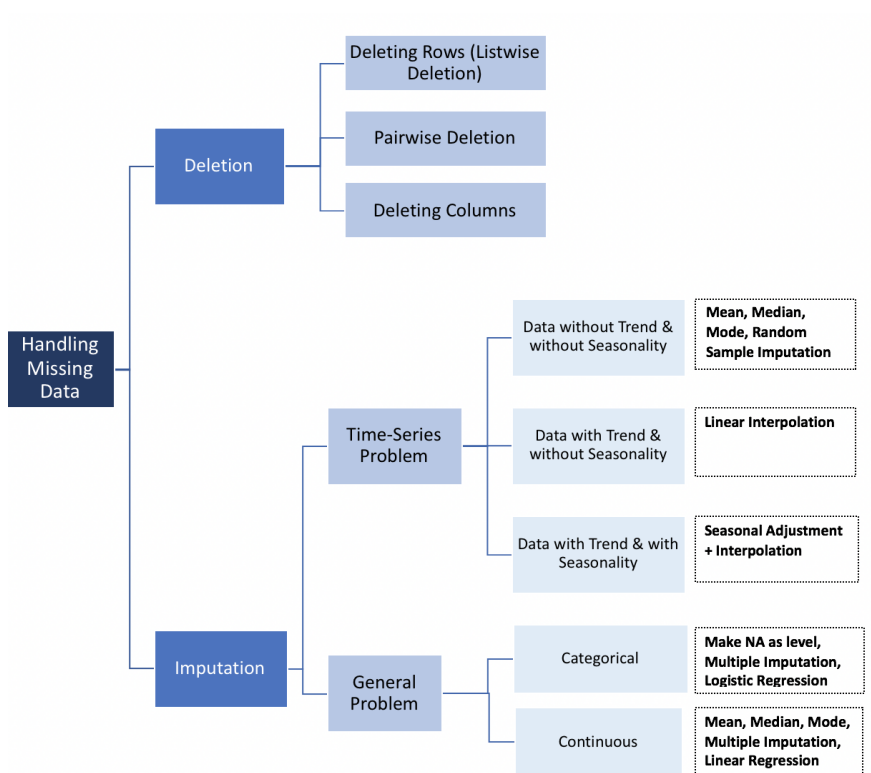 Deleting Rows (Listwise
Deletion)
Pairwise Deletion
Deletion
Deleting Columns
Handling
Missing
Data
Data without Trend &
without Seasonality
Mean, Median,
Mode, Random
Sample Imputation
Time-Series
Problem
Data with Trend &
without Seasonality
Linear Interpolation
Data with Trend & with
Seasonality
Seasonal Adjustment
+ Interpolation
Imputation
General
Problem
Categorical
Make NA as level,
Multiple Imputation,
Logistic Regression
Continuous
Mean, Median, Mode,
Multiple Imputation,
Linear Regression